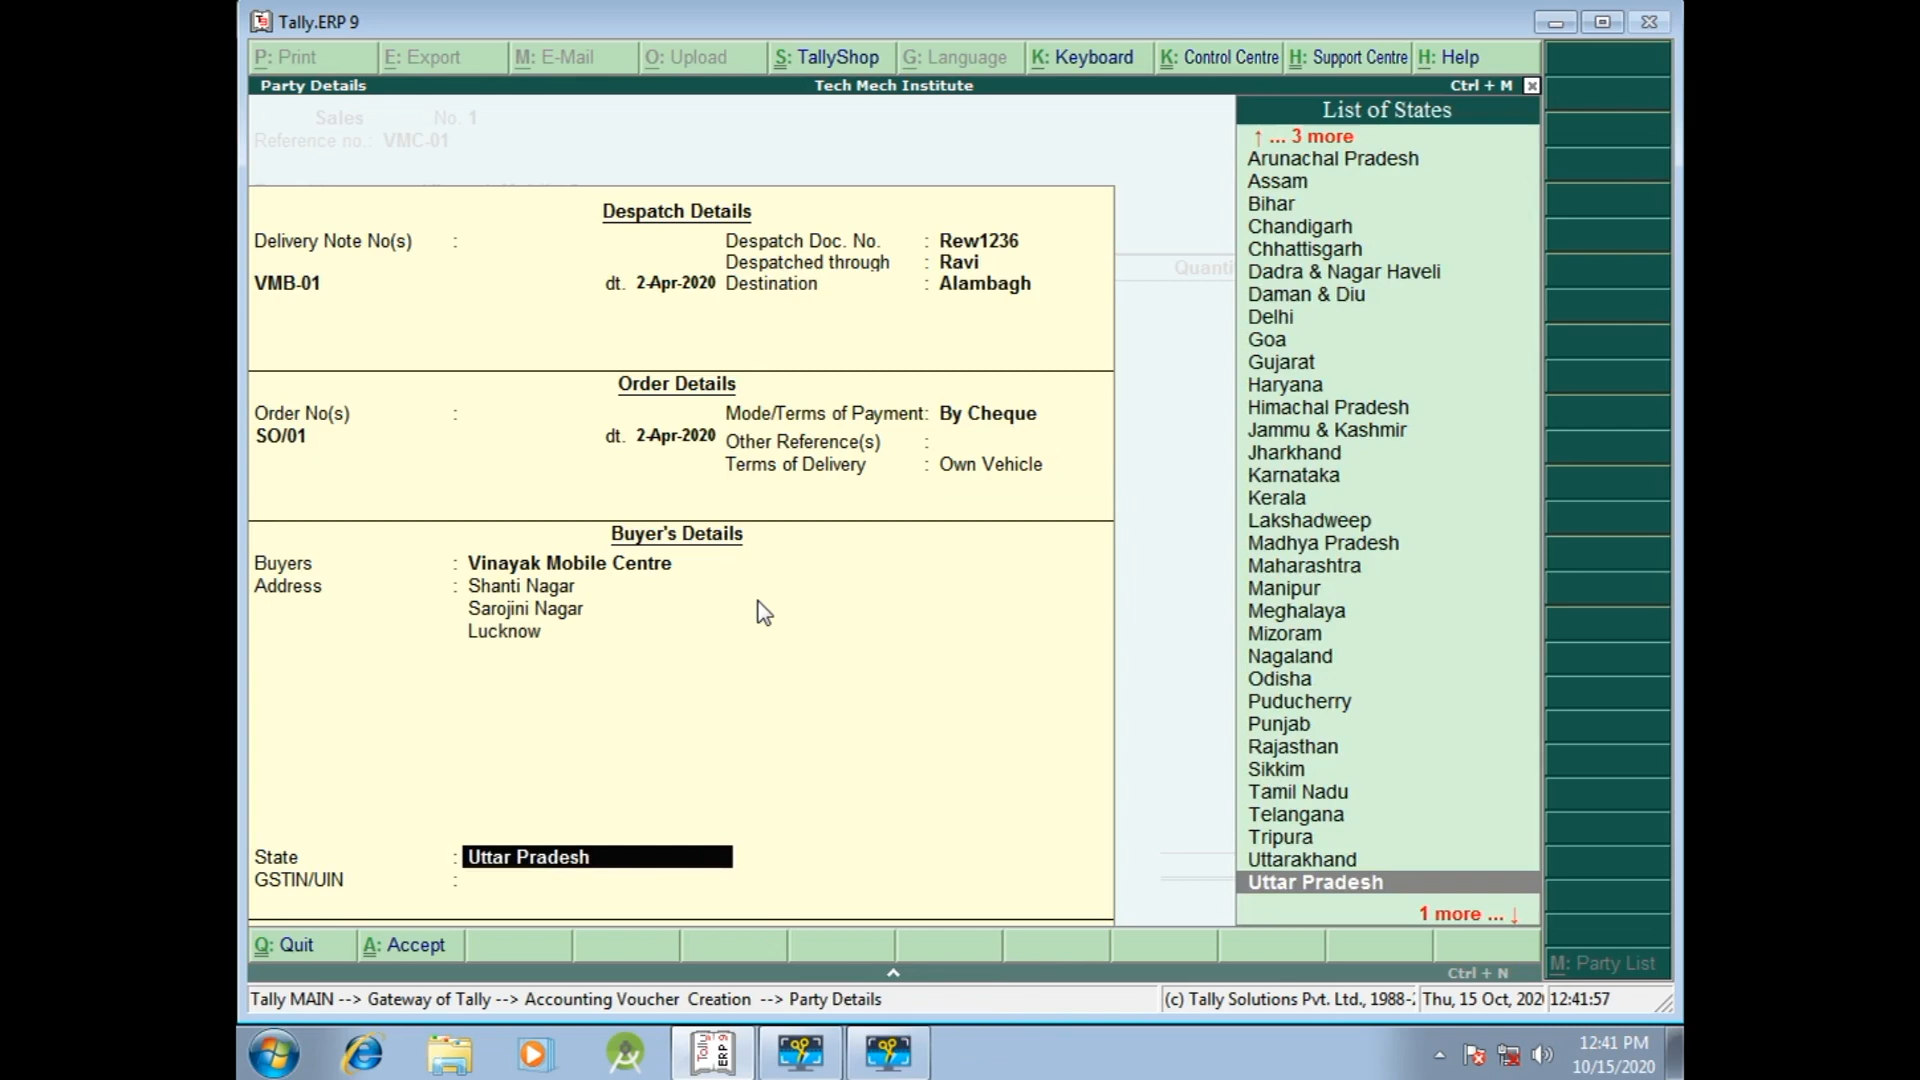 Tally.ERP 9
P: Print E: Export M: E-Mail O: Upload S: TallyShop G: Language K: Keyboard K: Control Centre H: Support Centre H: Help
Party Details Tech Mech Institute Ctrl + M
Sales No. 1
Reference no.: VMC-01
Despatch Details
Delivery Note No(s) : Despatch Doc. No. : Rew1236
Despatched through : Ravi
VMB-01 dt. 2-Apr-2020 Destination : Alambagh
Quanti
Order Details
Order No(s) : Mode/Terms of Payment: By Cheque
SO/01 dt. 2-Apr-2020 Other Reference(s) :
Terms of Delivery : Own Vehicle
Buyer's Details
Buyers : Vinayak Mobile Centre
Address : Shanti Nagar
Sarojini Nagar
Lucknow
State : Uttar Pradesh
GSTIN/UIN :
List of States
↑ ... 3 more
Arunachal Pradesh
Assam
Bihar
Chandigarh
Chhattisgarh
Dadra & Nagar Haveli
Daman & Diu
Delhi
Goa
Gujarat
Haryana
Himachal Pradesh
Jammu & Kashmir
Jharkhand
Karnataka
Kerala
Lakshadweep
Madhya Pradesh
Maharashtra
Manipur
Meghalaya
Mizoram
Nagaland
Odisha
Puducherry
Punjab
Rajasthan
Sikkim
Tamil Nadu
Telangana
Tripura
Uttarakhand
Uttar Pradesh
1 more ... ↓
Q: Quit A: Accept
M: Party List
Ctrl + N
Tally MAIN --> Gateway of Tally --> Accounting Voucher Creation --> Party Details (c) Tally Solutions Pvt. Ltd., 1988-2 Thu, 15 Oct, 2020 12:41:57
Tally ERP 9
12:41 PM
10/15/2020